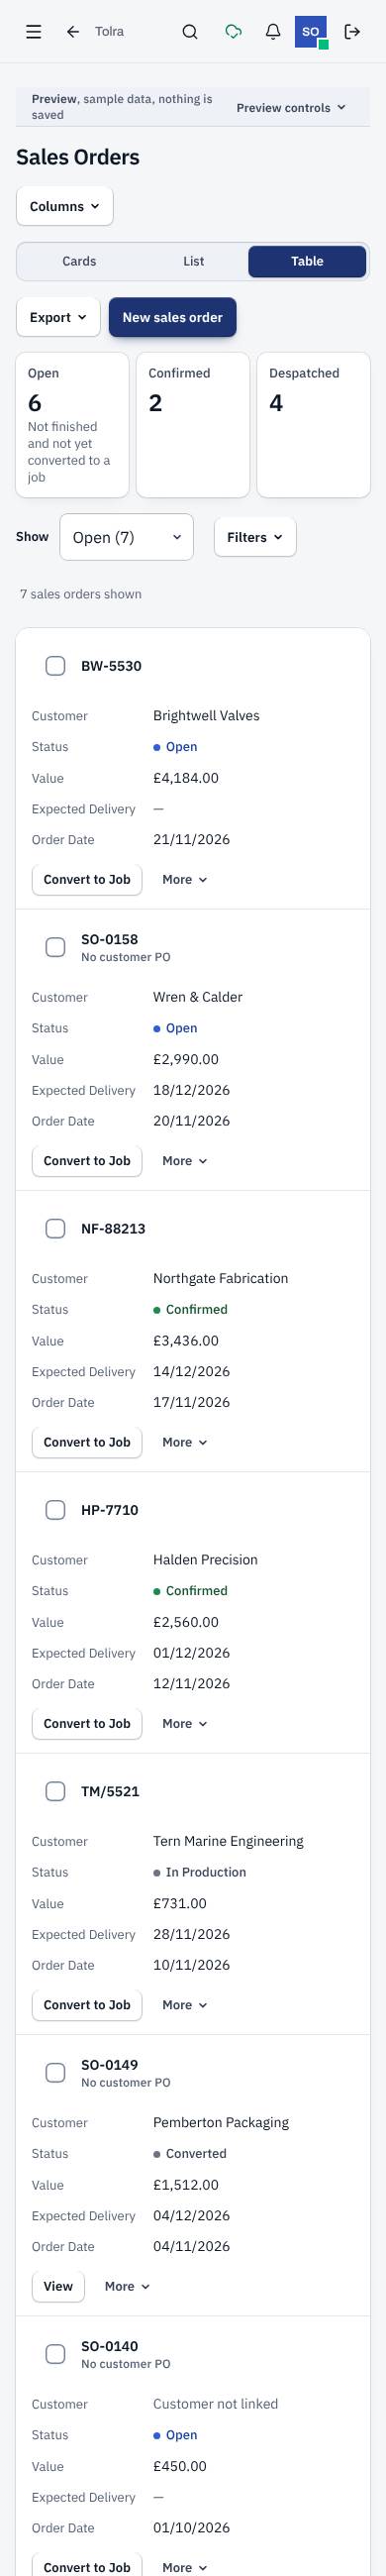 Tolra
SO
Preview, sample data, nothing is
saved
Preview controls
Sales Orders
Columns
Cards
List
Table
Export
New sales order
Open
6
Not finished
and not yet
converted to a
job
Confirmed
2
Despatched
4
Show
Open (7)
Filters
7 sales orders shown
BW-5530
Customer Brightwell Valves
Status Open
Value £4,184.00
Expected Delivery —
Order Date 21/11/2026
Convert to Job More
SO-0158
No customer PO
Customer Wren & Calder
Status Open
Value £2,990.00
Expected Delivery 18/12/2026
Order Date 20/11/2026
Convert to Job More
NF-88213
Customer Northgate Fabrication
Status Confirmed
Value £3,436.00
Expected Delivery 14/12/2026
Order Date 17/11/2026
Convert to Job More
HP-7710
Customer Halden Precision
Status Confirmed
Value £2,560.00
Expected Delivery 01/12/2026
Order Date 12/11/2026
Convert to Job More
TM/5521
Customer Tern Marine Engineering
Status In Production
Value £731.00
Expected Delivery 28/11/2026
Order Date 10/11/2026
Convert to Job More
SO-0149
No customer PO
Customer Pemberton Packaging
Status Converted
Value £1,512.00
Expected Delivery 04/12/2026
Order Date 04/11/2026
View More
SO-0140
No customer PO
Customer Customer not linked
Status Open
Value £450.00
Expected Delivery —
Order Date 01/10/2026
Convert to Job More